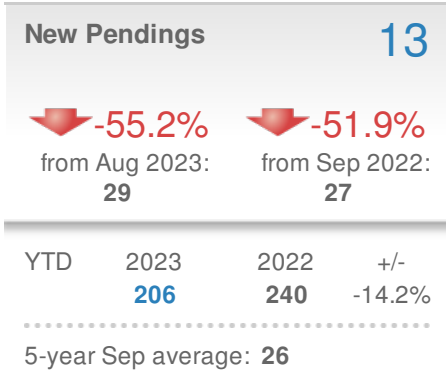 New Pendings 13
-55.2% -51.9%
from Aug 2023: from Sep 2022:
29 27
YTD 2023 2022 +/-
206 240 -14.2%
5-year Sep average: 26